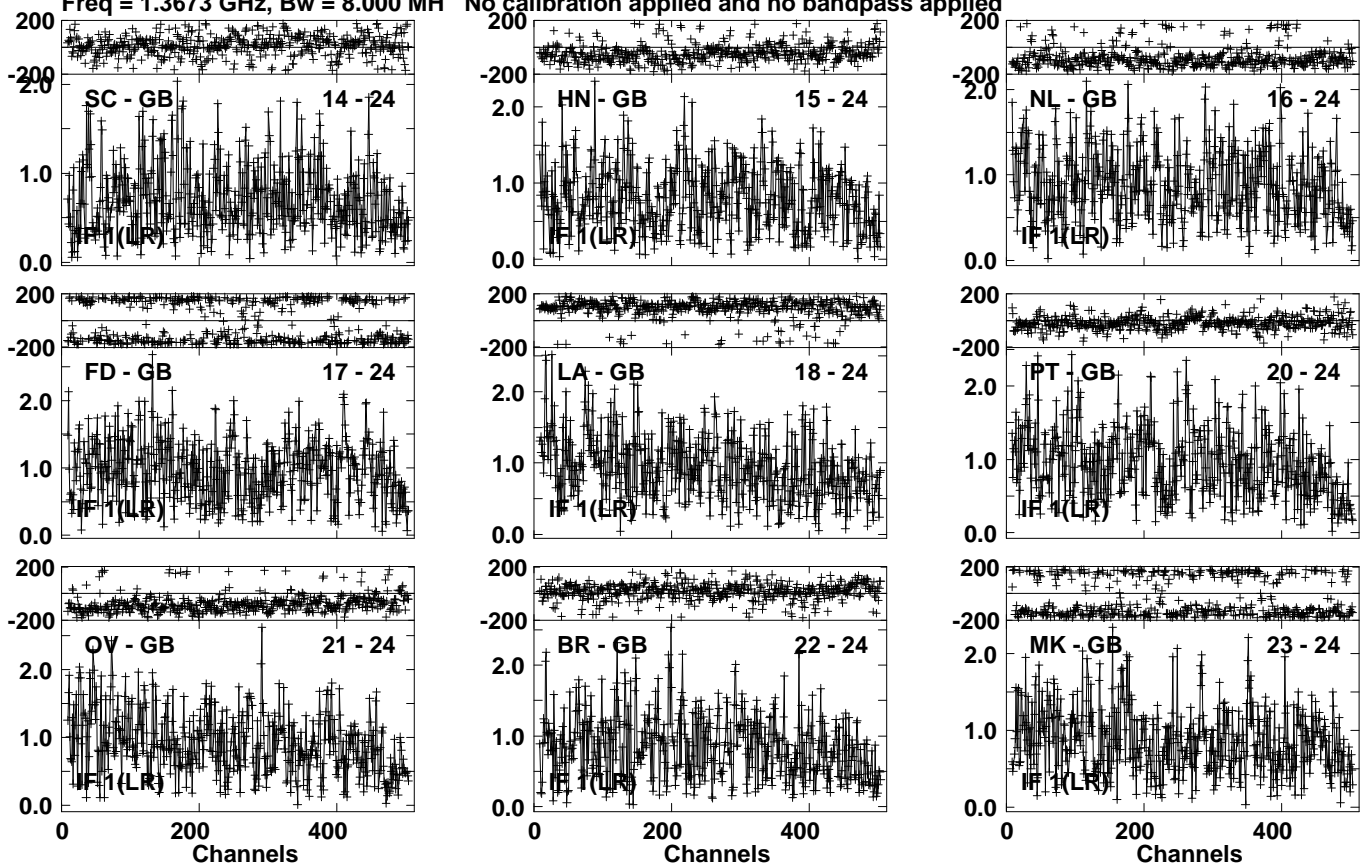 Freq = 1.3673 GHz, Bw = 8.000 MH No calibration applied and no bandpass applied
200
-200
SC - GB 14 - 24
2.0
1.0
0.0
IF 1(LR)
200
-200
HN - GB 15 - 24
2.0
1.0
0.0
IF 1(LR)
200
-200
NL - GB 16 - 24
2.0
1.0
0.0
IF 1(LR)
200
-200
FD - GB 17 - 24
2.0
1.0
0.0
IF 1(LR)
200
-200
LA - GB 18 - 24
2.0
1.0
0.0
IF 1(LR)
200
-200
PT - GB 20 - 24
2.0
1.0
0.0
IF 1(LR)
200
-200
OV - GB 21 - 24
2.0
1.0
0.0
IF 1(LR)
0 200 400
Channels
200
-200
BR - GB 22 - 24
2.0
1.0
0.0
IF 1(LR)
0 200 400
Channels
200
-200
MK - GB 23 - 24
2.0
1.0
0.0
IF 1(LR)
0 200 400
Channels